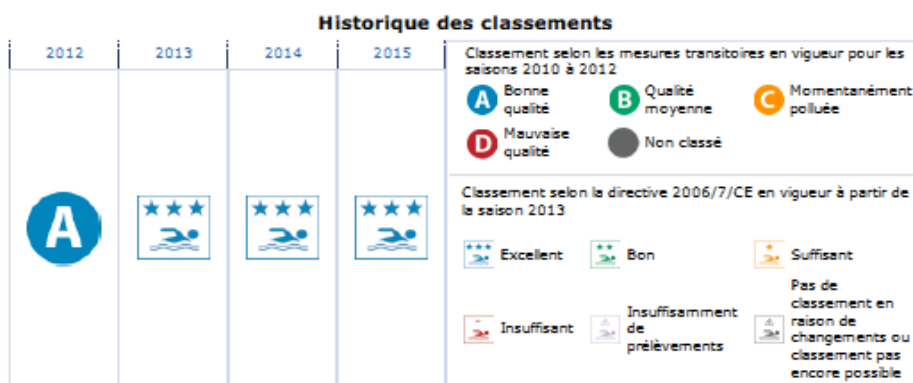 Historique des classements
2012
2013
2014
2015
A
Classement selon les mesures transitoires en vigueur pour les
saisons 2010 à 2012
A Bonne
qualité
B Qualité
moyenne
C Momentanément
polluée
D Mauvaise
qualité
Non classé
Classement selon la directive 2006/7/CE en vigueur à partir de
la saison 2013
Excellent
Bon
Suffisant
Insuffisant
Insuffisamment
de
prélèvements
Pas de
classement en
raison de
changements ou
classement pas
encore possible